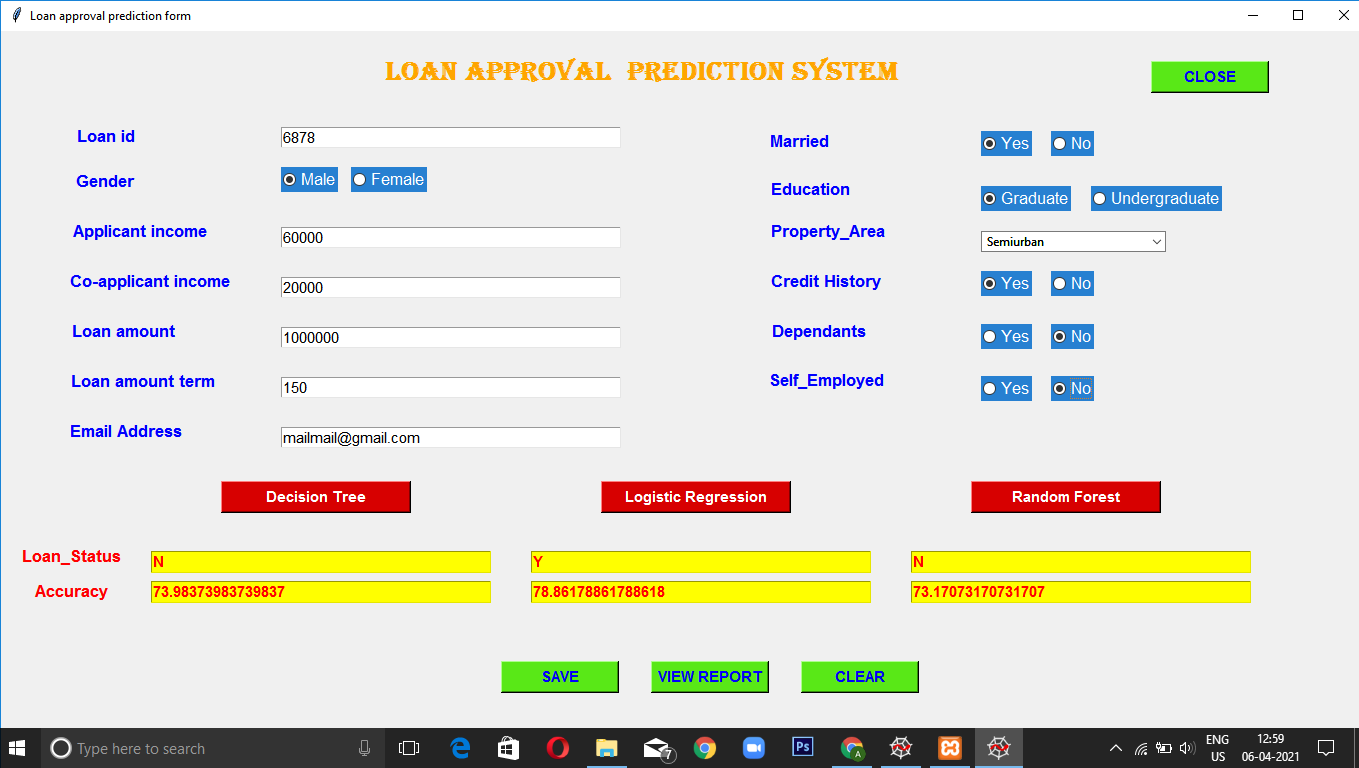 Loan approval prediction form
LOAN APPROVAL PREDICTION SYSTEM
CLOSE
Loan id 6878
Gender Male Female
Applicant income 60000
Co-applicant income 20000
Loan amount 1000000
Loan amount term 150
Email Address mailmail@gmail.com
Married Yes No
Education Graduate Undergraduate
Property_Area Semiurban
Credit History Yes No
Dependants Yes No
Self_Employed Yes No
Decision Tree Logistic Regression Random Forest
Loan_Status N Y N
Accuracy 73.98373983739837 78.86178861788618 73.17073170731707
SAVE VIEW REPORT CLEAR
Type here to search
7
Ps
A
ENG
US
12:59
06-04-2021